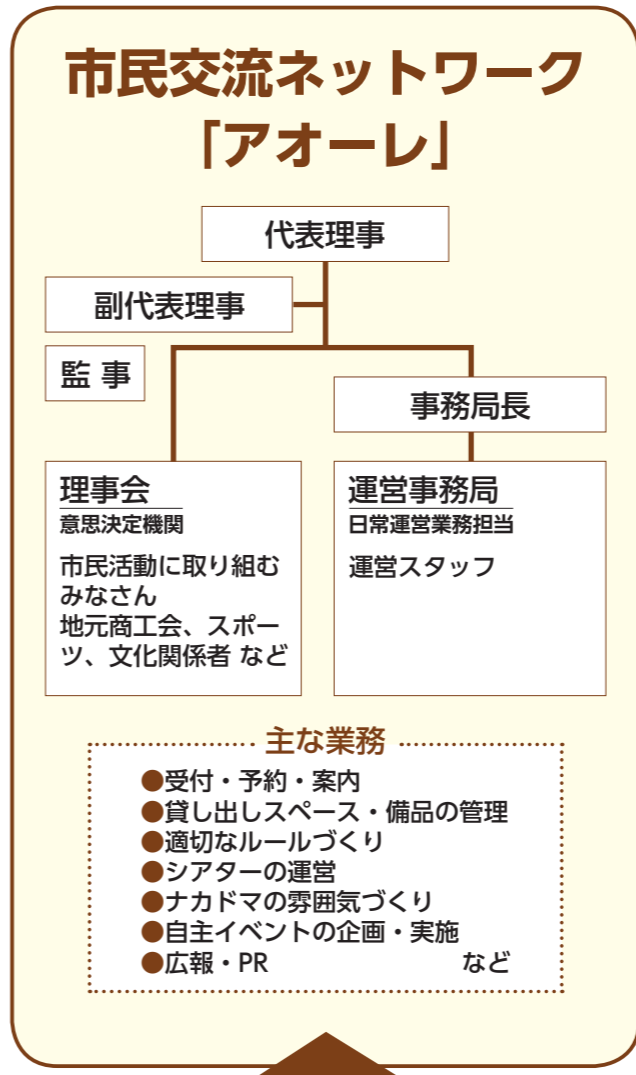 市民交流ネットワーク
「アオーレ」
代表理事
副代表理事
監 事
事務局長
理事会
意思決定機関
市民活動に取り組む
みなさん
地元商工会、スポー
ツ、文化関係者 など
運営事務局
日常運営業務担当
運営スタッフ
主な業務
●受付・予約・案内
●貸し出しスペース・備品の管理
●適切なルールづくり
●シアターの運営
●ナカドマの雰囲気づくり
●自主イベントの企画・実施
●広報・PR など